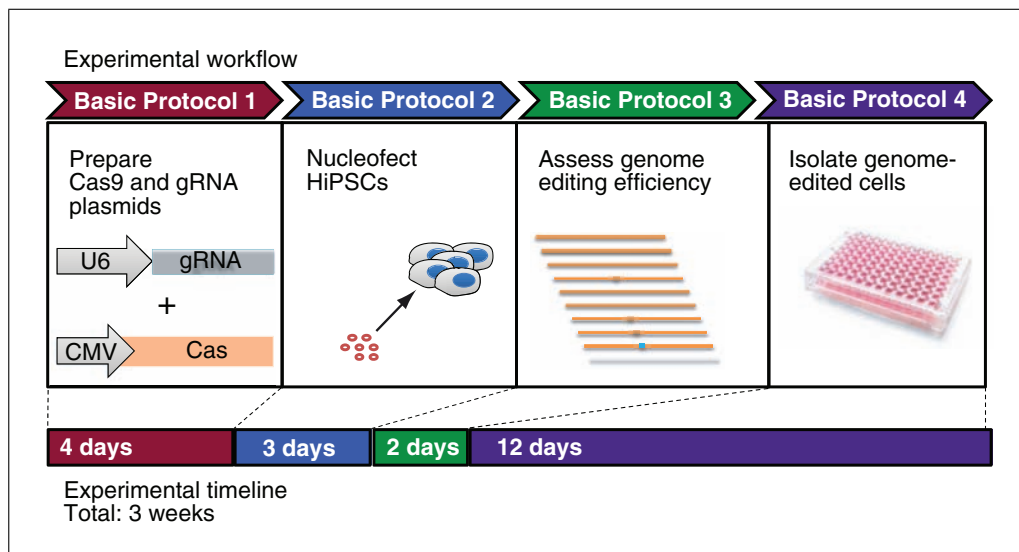 Experimental workflow
Basic Protocol 1
Basic Protocol 2
Basic Protocol 3
Basic Protocol 4
Prepare
Cas9 and gRNA
plasmids
U6
gRNA
+
CMV
Cas
Nucleofect
HiPSCs
Assess genome
editing efficiency
Isolate genome-
edited cells
4 days
3 days
2 days
12 days
Experimental timeline
Total: 3 weeks